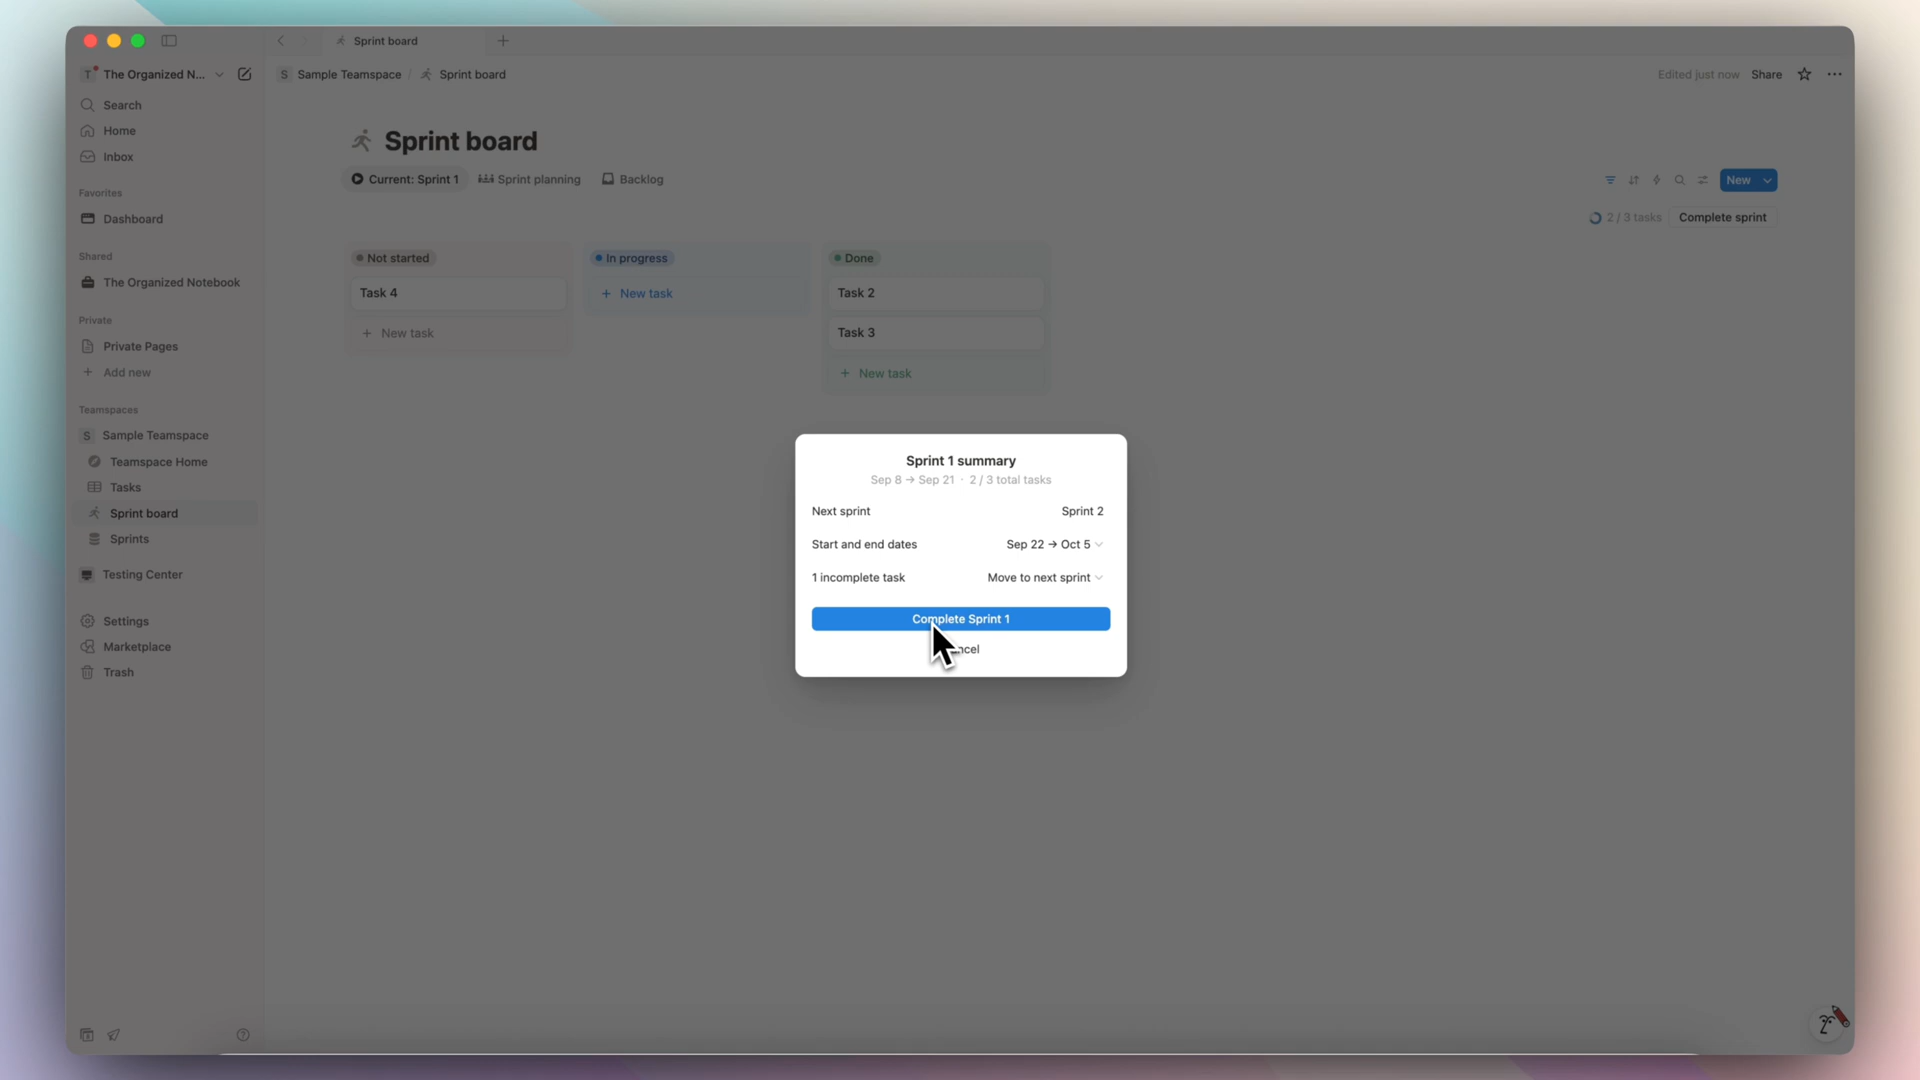 Sprint board
T The Organized N...
S Sample Teamspace / Sprint board
Edited just now Share
Search
Home
Inbox
Favorites
Dashboard
Shared
The Organized Notebook
Private
Private Pages
Add new
Teamspaces
S Sample Teamspace
Teamspace Home
Tasks
Sprint board
Sprints
Testing Center
Settings
Marketplace
Trash
Sprint board
Current: Sprint 1 Sprint planning Backlog
New
2 / 3 tasks Complete sprint
Not started
Task 4
+ New task
In progress
+ New task
Done
Task 2
Task 3
+ New task
Sprint 1 summary
Sep 8 → Sep 21 · 2 / 3 total tasks
Next sprint Sprint 2
Start and end dates Sep 22 → Oct 5
1 incomplete task Move to next sprint
Complete Sprint 1